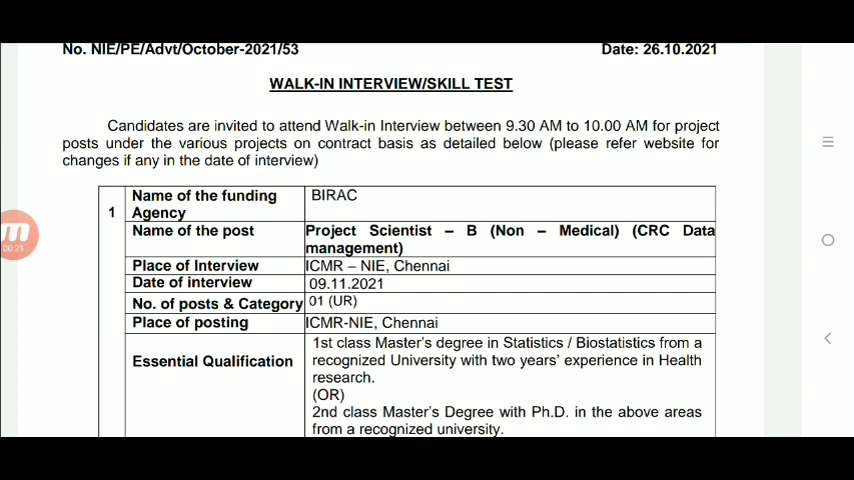 No. NIE/PE/Advt/October-2021/53 Date: 26.10.2021
WALK-IN INTERVIEW/SKILL TEST
Candidates are invited to attend Walk-in Interview between 9.30 AM to 10.00 AM for project
posts under the various projects on contract basis as detailed below (please refer website for
changes if any in the date of interview)
1
Name of the funding
Agency
BIRAC
Name of the post
Project Scientist – B (Non – Medical) (CRC Data
management)
Place of Interview
ICMR – NIE, Chennai
Date of interview
09.11.2021
No. of posts & Category
01 (UR)
Place of posting
ICMR-NIE, Chennai
Essential Qualification
1st class Master's degree in Statistics / Biostatistics from a
recognized University with two years' experience in Health
research.
(OR)
2nd class Master's Degree with Ph.D. in the above areas
from a recognized university.
00:21